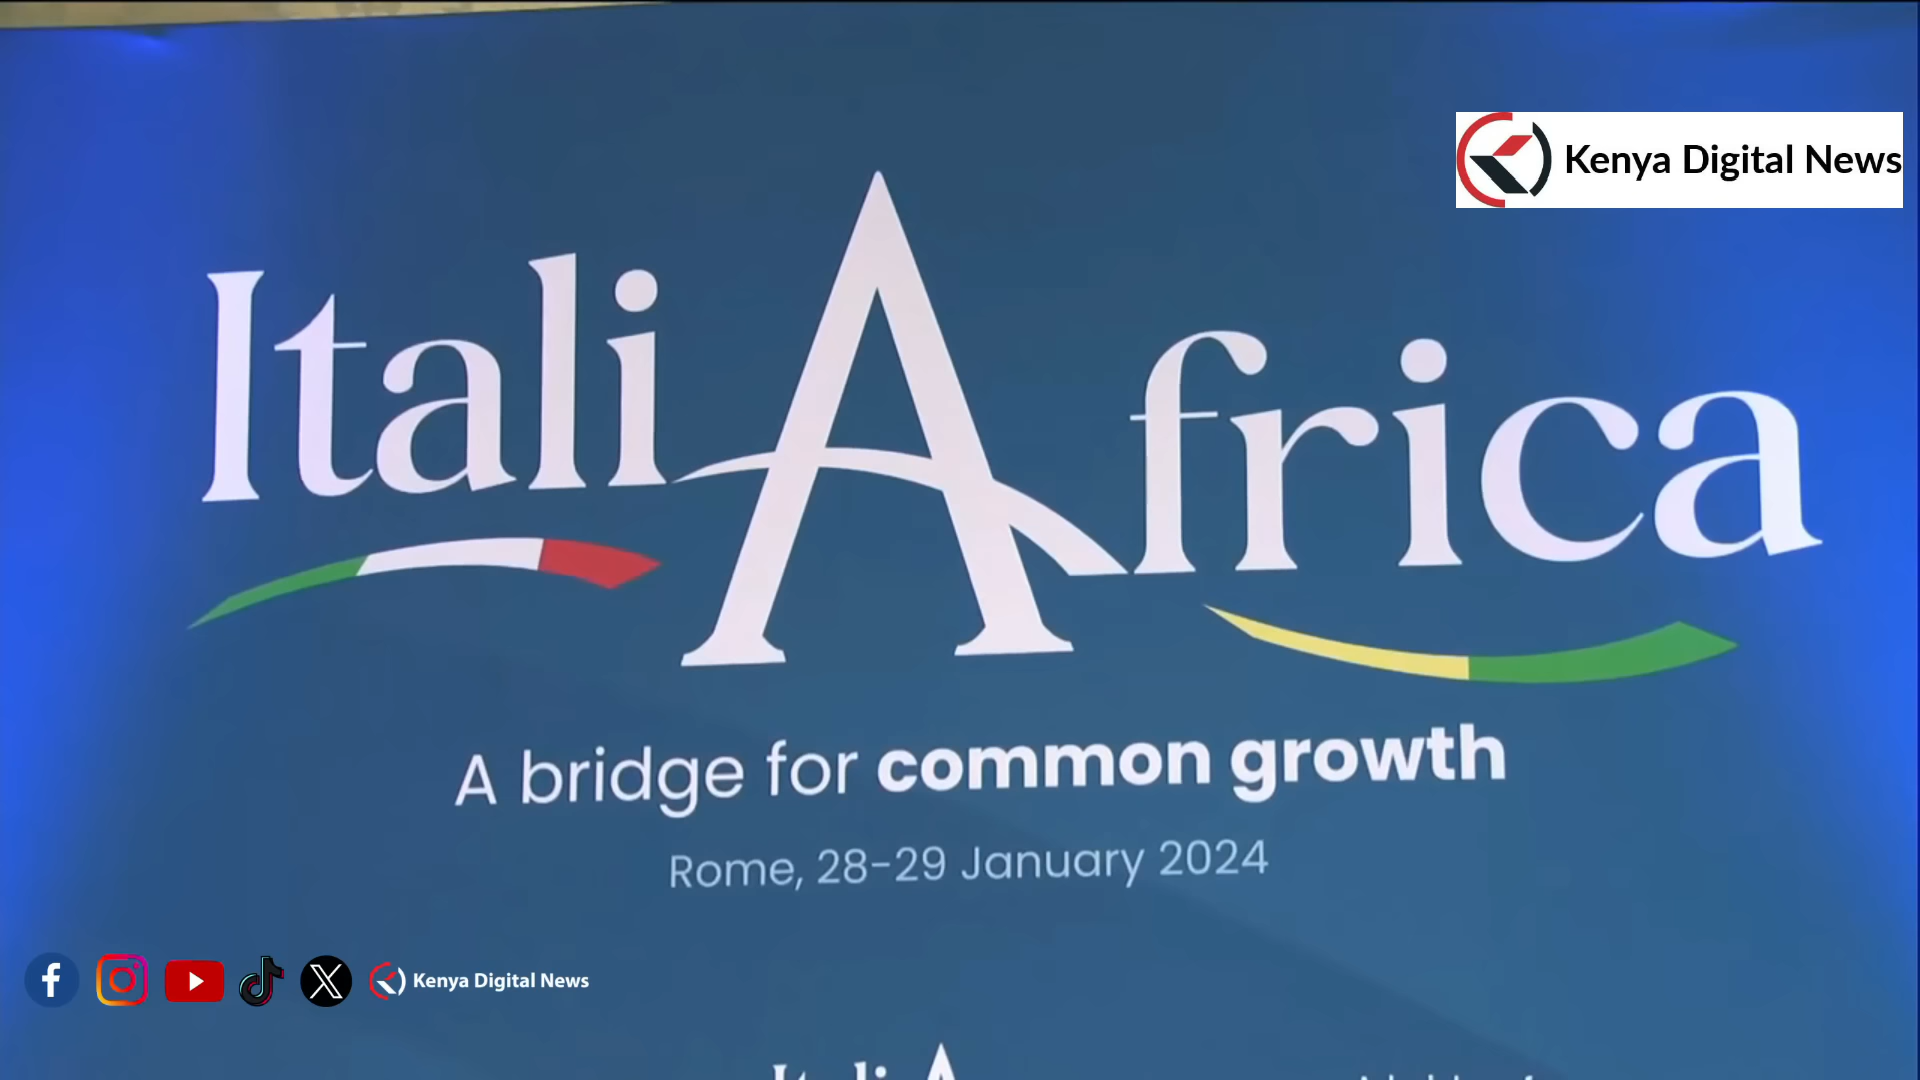 Kenya Digital News
ItaliAfrica
A bridge for common growth
Rome, 28-29 January 2024
Kenya Digital News